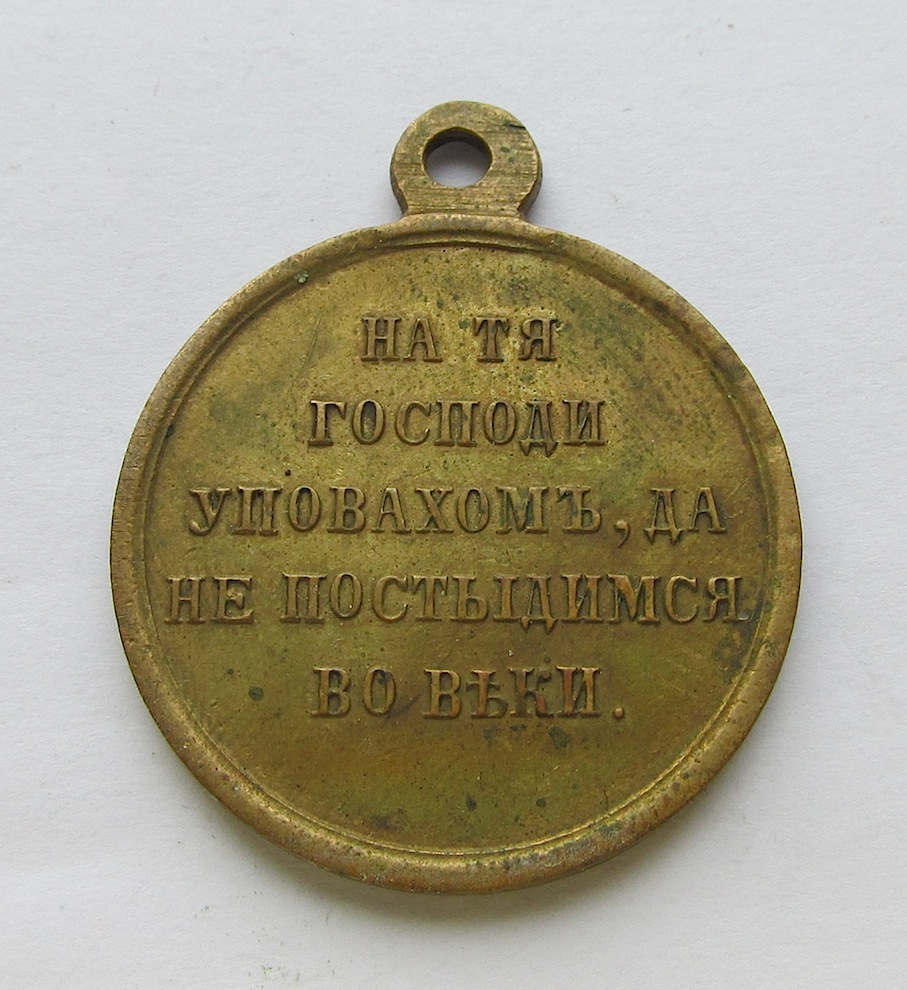 НА ТЯ
ГОСПОДИ
УПОВАХОМЪ, ДА
НЕ ПОСТЫДИМСЯ
ВО ВѢКИ.